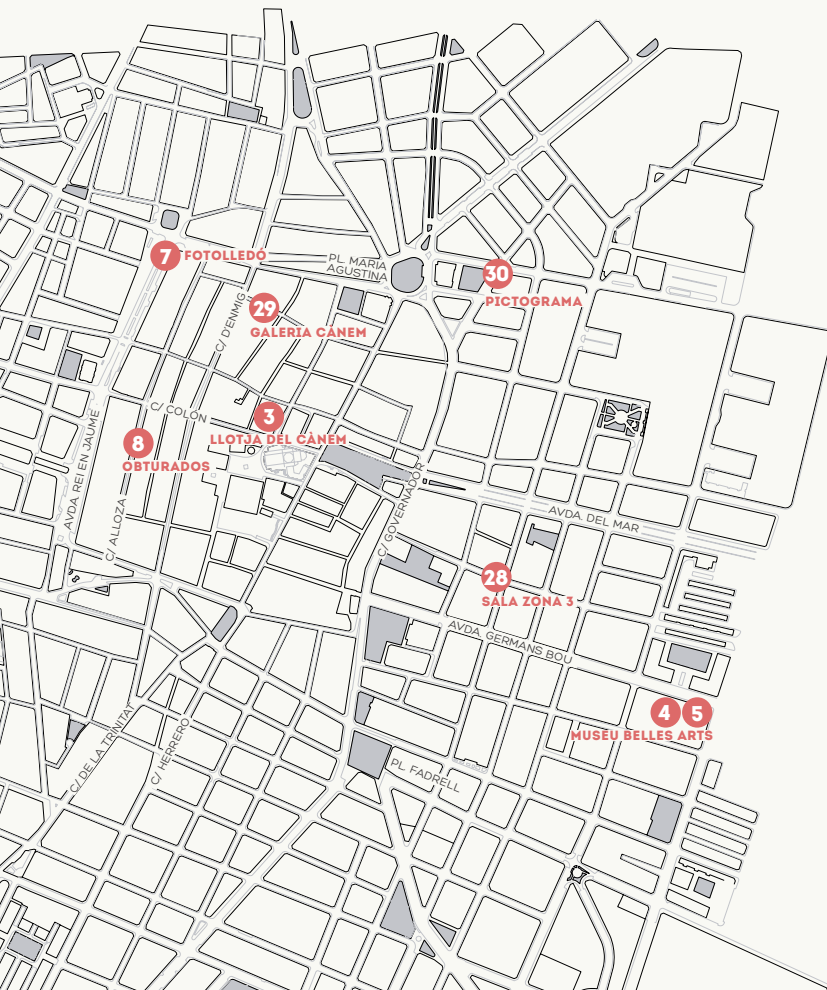 7 FOTOLLEDÓ
PL. MARIA
AGUSTINA
30
PICTOGRAMA
29
GALERIA CÀNEM
C/ D'ENMIG
C/ COLÓN
3
LLOTJA DEL CÀNEM
8
OBTURADOS
AVDA. REI EN JAUME
C/ ALLOZA
C/ GOVERNADOR
AVDA. DEL MAR
28
SALA ZONA 3
AVDA. GERMANS BOU
4 5
MUSEU BELLES ARTS
C/ DE LA TRINITAT
C/ HERRERO
PL. FADRELL